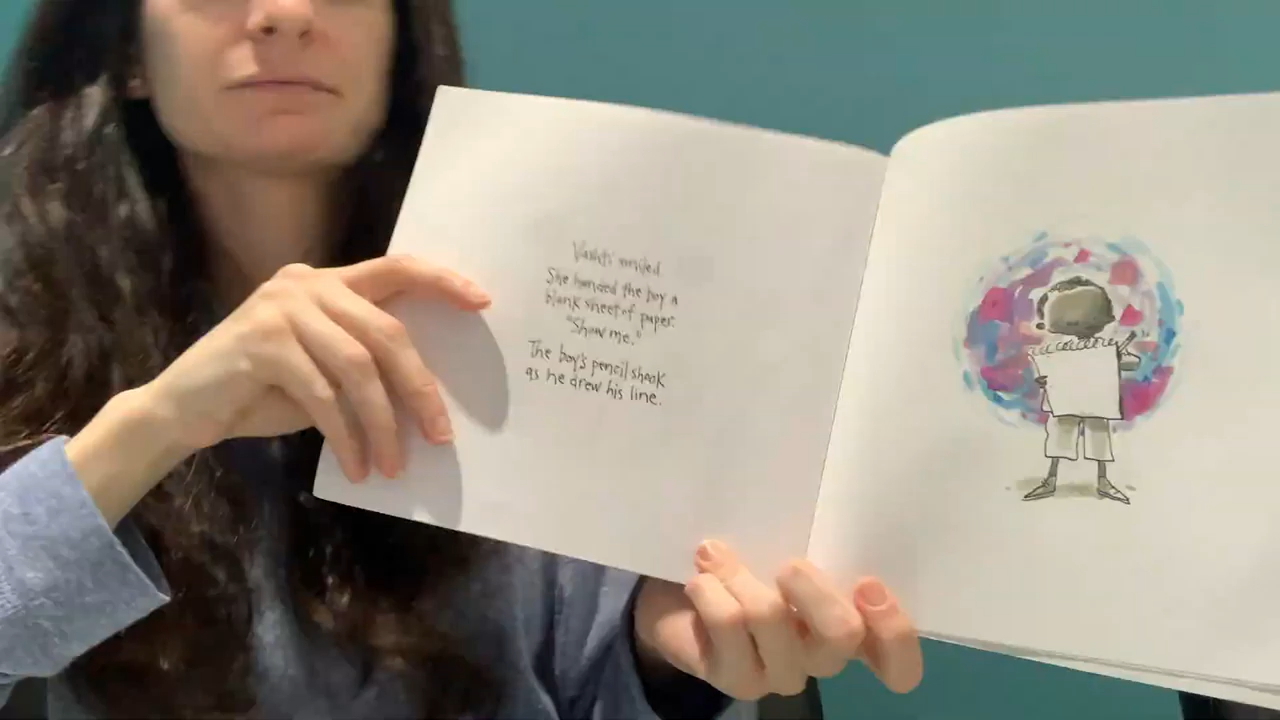 Vashti smiled
She handed the boy a
blank sheet of paper.
"Show me."
The boy's pencil shook
as he drew his line.